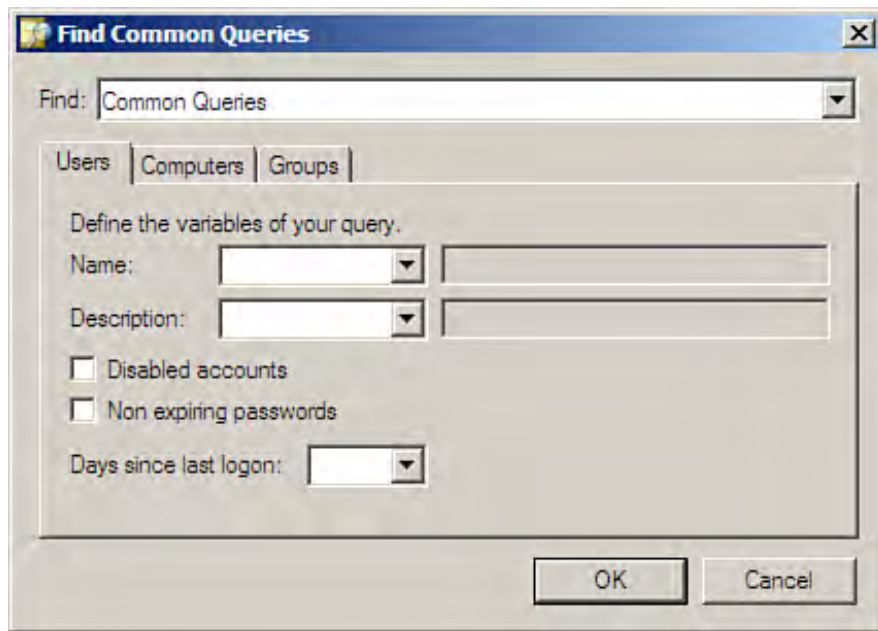 Find Common Queries
Find: Common Queries
Users Computers Groups
Define the variables of your query.
Name:
Description:
Disabled accounts
Non expiring passwords
Days since last logon:
OK Cancel